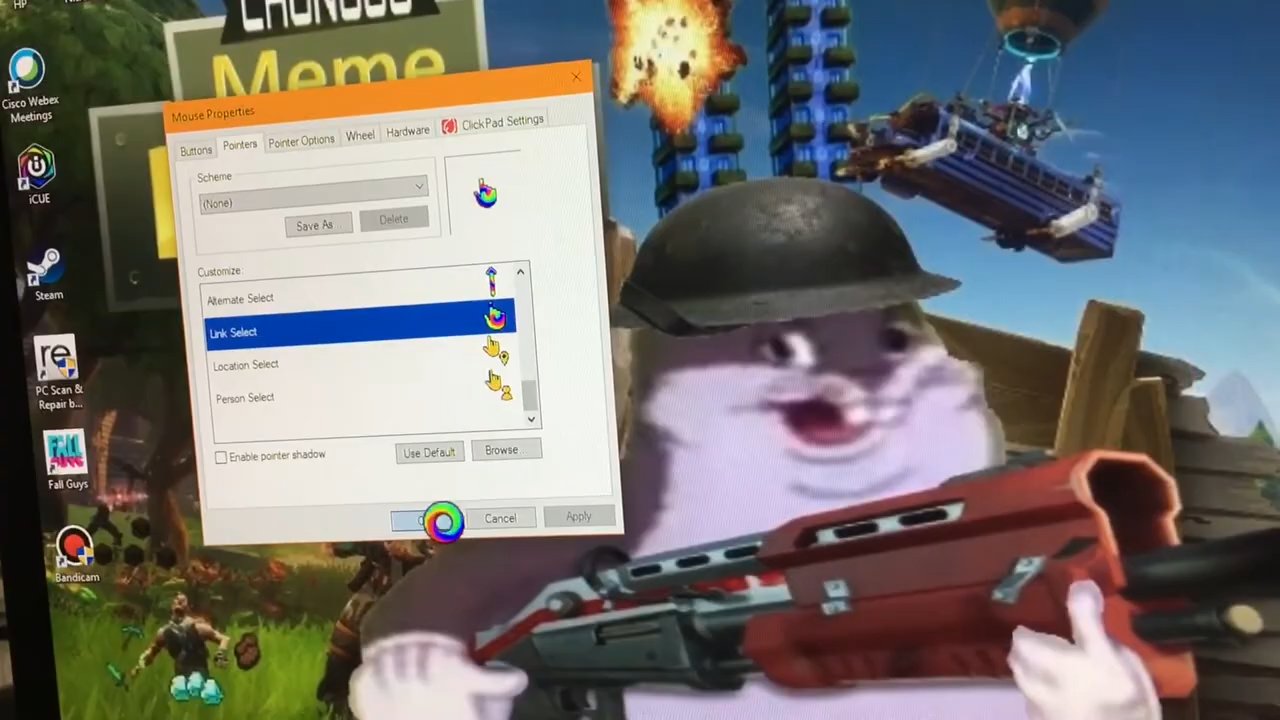 HP
CHUNGUS
Meme
Cisco Webex
Meetings
iCUE
Steam
re
PC Scan &
Repair b...
FALL
Fall Guys
Bandicam
Mouse Properties
Buttons
Pointers
Pointer Options
Wheel
Hardware
ClickPad Settings
Scheme
(None)
Save As...
Delete
Customize:
Alternate Select
Link Select
Location Select
Person Select
Enable pointer shadow
Use Default
Browse...
Cancel
Apply